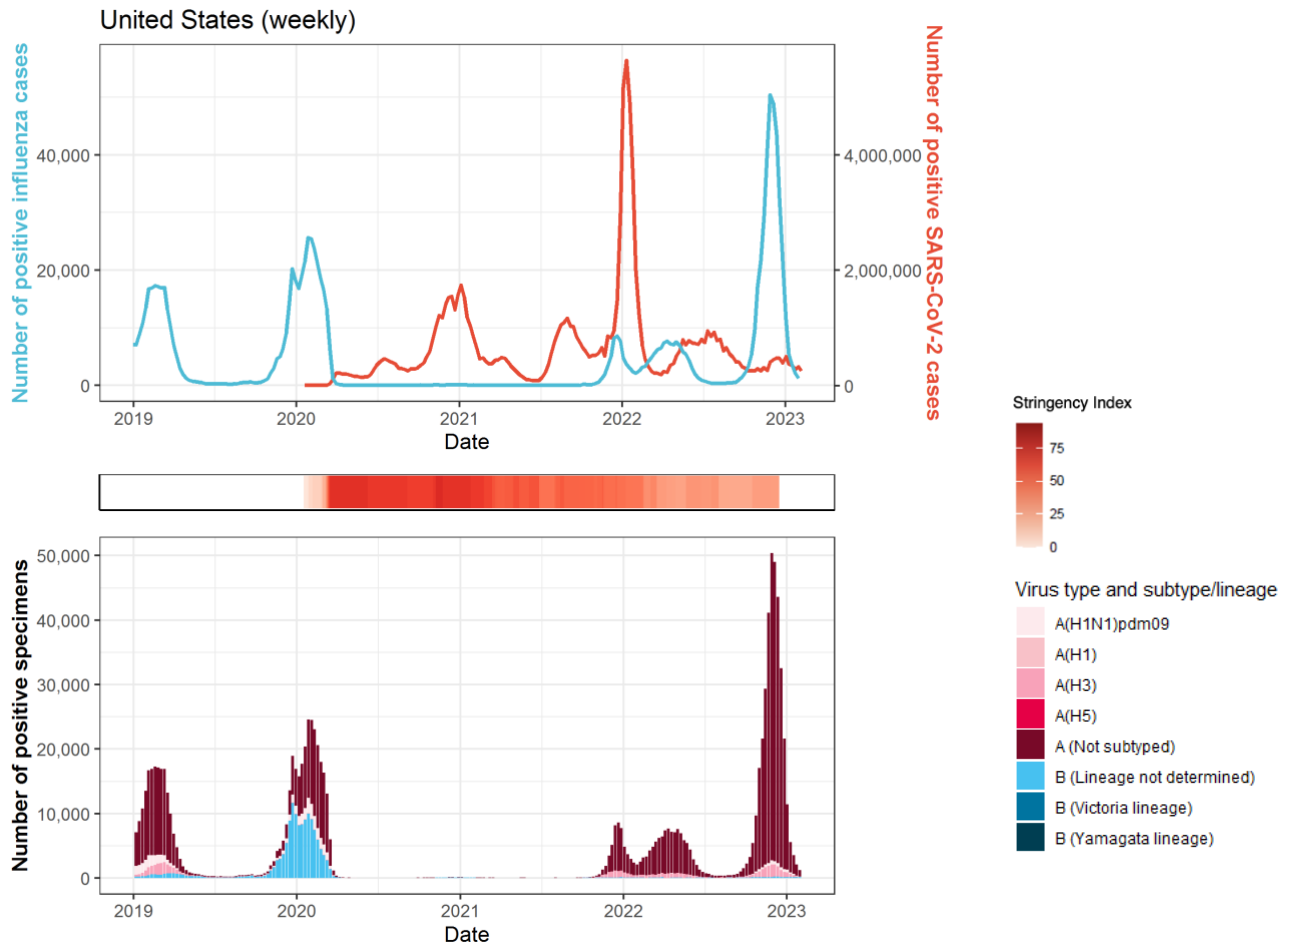 United States (weekly)
Number of positive influenza cases
40,000
20,000
0
4,000,000
2,000,000
0
Number of positive SARS-CoV-2 cases
2019 2020 2021 2022 2023
Date
Stringency Index
75
50
25
0
Number of positive specimens
50,000
40,000
30,000
20,000
10,000
0
2019 2020 2021 2022 2023
Date
Virus type and subtype/lineage
A(H1N1)pdm09
A(H1)
A(H3)
A(H5)
A (Not subtyped)
B (Lineage not determined)
B (Victoria lineage)
B (Yamagata lineage)